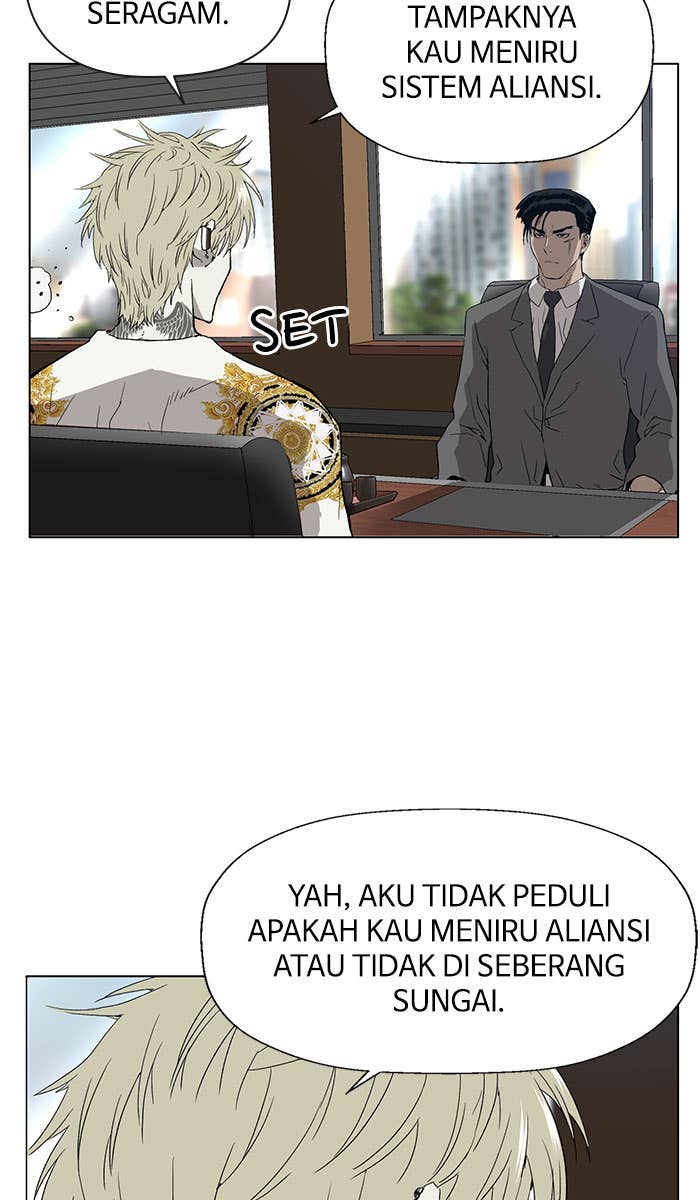 SERAGAM.
TAMPAKNYA
KAU MENIRU
SISTEM ALIANSI.
SET
YAH, AKU TIDAK PEDULI
APAKAH KAU MENIRU ALIANSI
ATAU TIDAK DI SEBERANG
SUNGAI.